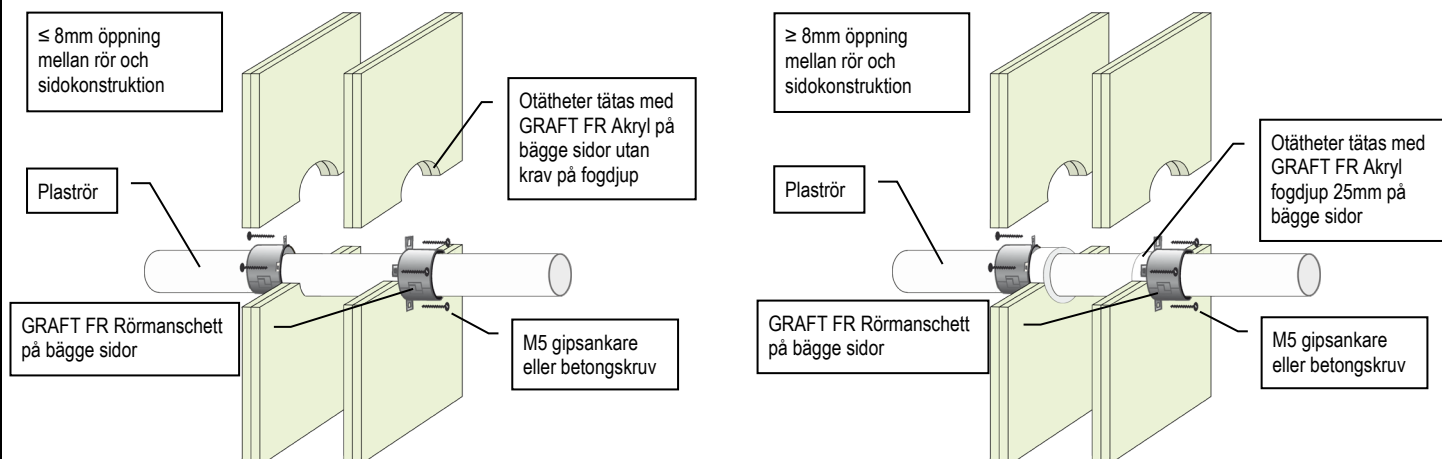 ≤ 8mm öppning
mellan rör och
sidokonstruktion
Otätheter tätas med
GRAFT FR Akryl på
bägge sidor utan
krav på fogdjup
Plaströr
GRAFT FR Rörmanschett
på bägge sidor
M5 gipsankare
eller betongskruv
≥ 8mm öppning
mellan rör och
sidokonstruktion
Otätheter tätas med
GRAFT FR Akryl
fogdjup 25mm på
bägge sidor
Plaströr
GRAFT FR Rörmanschett
på bägge sidor
M5 gipsankare
eller betongskruv